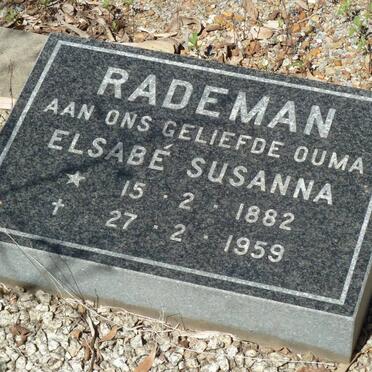 RADEMAN
AAN ONS GELIEFDE OUMA
ELSABÉ SUSANNA
★ 15 · 2 · 1882
✝ 27 · 2 · 1959